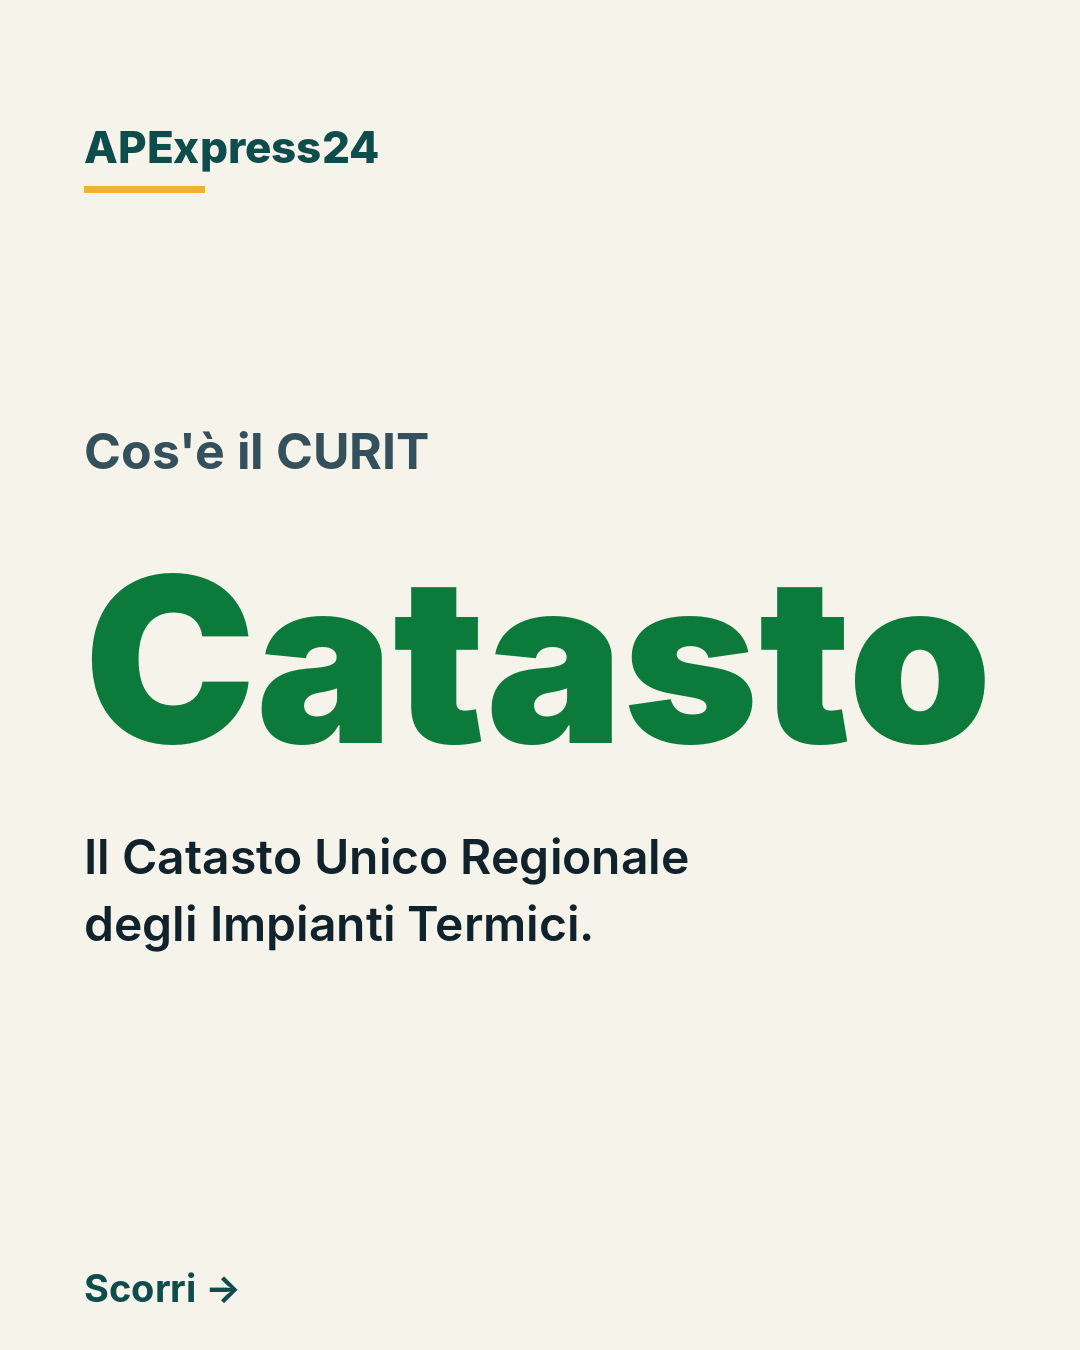 APExpress24
Cos'è il CURIT
Catasto
Il Catasto Unico Regionale
degli Impianti Termici.
Scorri →